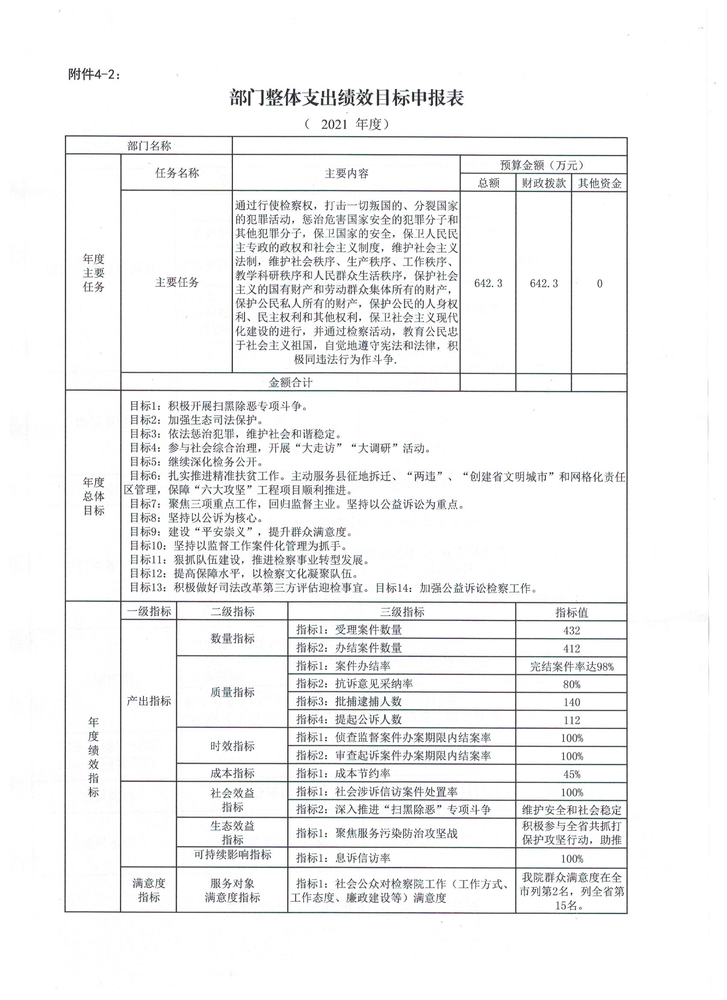 附件4-2：
部门整体支出绩效目标申报表
（ 2021 年度）
部门名称
年度
主要
任务
任务名称
主要内容
预算金额（万元）
总额
财政拨款
其他资金
主要任务
通过行使检察权，打击一切叛国的、分裂国家
的犯罪活动，惩治危害国家安全的犯罪分子和
其他犯罪分子，保卫国家的安全，保卫人民民
主专政的政权和社会主义制度，维护社会主义
法制，维护社会秩序、生产秩序、工作秩序、
教学科研秩序和人民群众生活秩序，保护社会
主义的国有财产和劳动群众集体所有的财产，
保护公民私人所有的财产，保护公民的人身权
利、民主权利和其他权利，保卫社会主义现代
化建设的进行，并通过检察活动，教育公民忠
于社会主义祖国，自觉地遵守宪法和法律，积
极同违法行为作斗争.
642.3
642.3
0
金额合计
年度
总体
目标
目标1：积极开展扫黑除恶专项斗争。
目标2：加强生态司法保护。
目标3：依法惩治犯罪，维护社会和谐稳定。
目标4：参与社会综合治理，开展“大走访”“大调研”活动。
目标5：继续深化检务公开。
目标6：扎实推进精准扶贫工作。主动服务县征地拆迁、“两违”、“创建省文明城市”和网格化责任
区管理，保障“六大攻坚”工程项目顺利推进。
目标7：聚焦三项重点工作，回归监督主业。坚持以公益诉讼为重点。
目标8：坚持以公诉为核心。
目标9：建设“平安崇义”，提升群众满意度。
目标10：坚持以监督工作案件化管理为抓手。
目标11：狠抓队伍建设，推进检察事业转型发展。
目标12：提高保障水平，以检察文化凝聚队伍。
目标13：积极做好司法改革第三方评估迎检事宜。目标14：加强公益诉讼检察工作。
年
度
绩
效
指
标
一级指标
二级指标
三级指标
指标值
产出指标
数量指标
指标1：受理案件数量
432
指标2：办结案件数量
412
质量指标
指标1：案件办结率
完结案件率达98%
指标2：抗诉意见采纳率
80%
指标3：批捕逮捕人数
140
指标4：提起公诉人数
112
时效指标
指标1：侦查监督案件办案期限内结案率
100%
指标2：审查起诉案件办案期限内结案率
100%
成本指标
指标1：成本节约率
45%
社会效益
指标
指标1：社会涉诉信访案件处置率
100%
指标2：深入推进“扫黑除恶”专项斗争
维护安全和社会稳定
生态效益
指标
指标1：聚焦服务污染防治攻坚战
积极参与全省共抓打
保护攻坚行动，助推
可持续影响指标
指标1：息诉信访率
100%
满意度
指标
服务对象
满意度指标
指标1：社会公众对检察院工作（工作方式、
工作态度、廉政建设等）满意度
我院群众满意度在全
市列第2名，列全省第
15名。